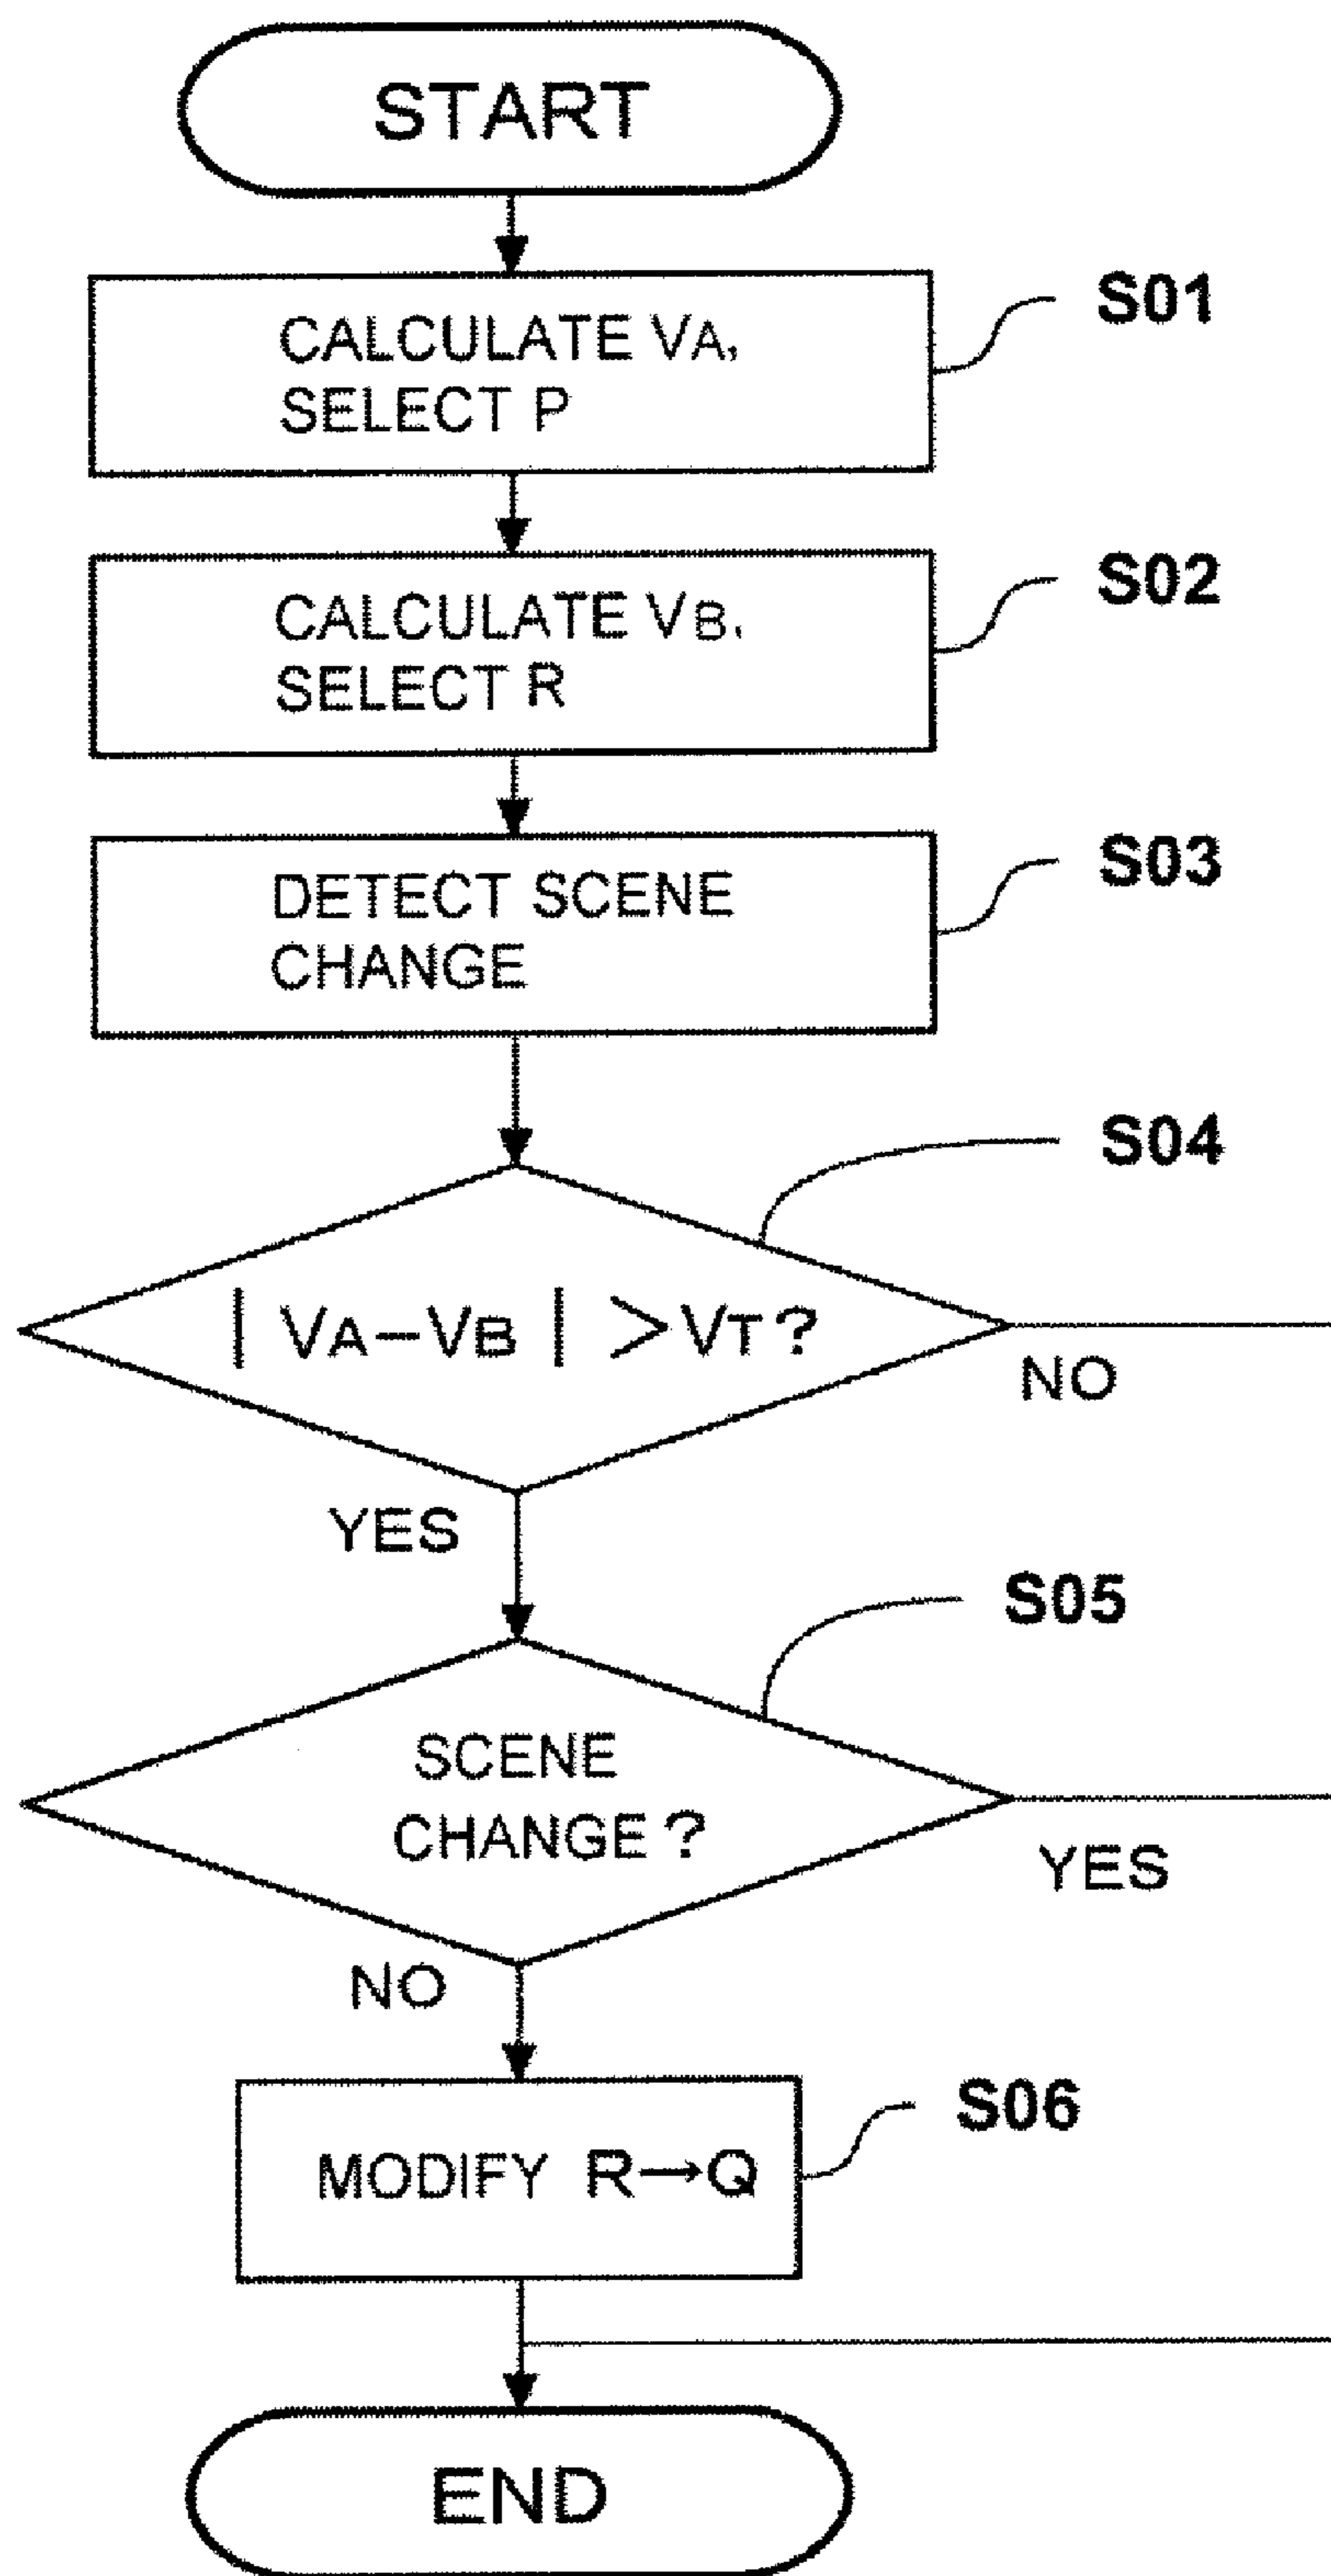 START
CALCULATE VA,
SELECT P
S01
CALCULATE VB,
SELECT R
S02
DETECT SCENE
CHANGE
S03
S04
| VA−VB | >VT?
NO
YES
S05
SCENE
CHANGE?
YES
NO
S06
MODIFY R→Q
END